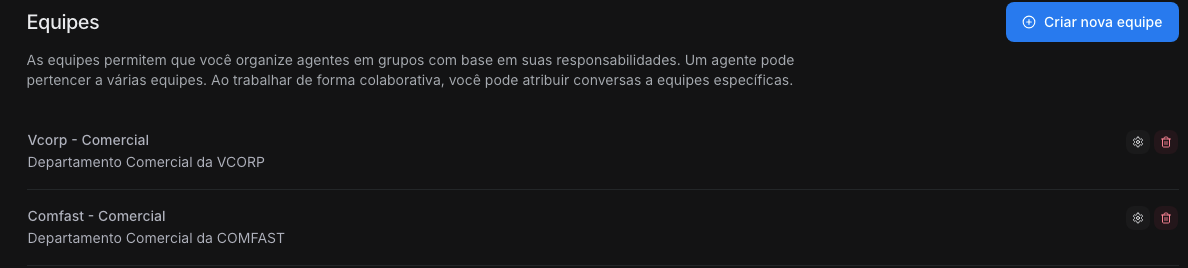 Equipes
Criar nova equipe
As equipes permitem que você organize agentes em grupos com base em suas responsabilidades. Um agente pode
pertencer a várias equipes. Ao trabalhar de forma colaborativa, você pode atribuir conversas a equipes específicas.
Vcorp - Comercial
Departamento Comercial da VCORP
Comfast - Comercial
Departamento Comercial da COMFAST